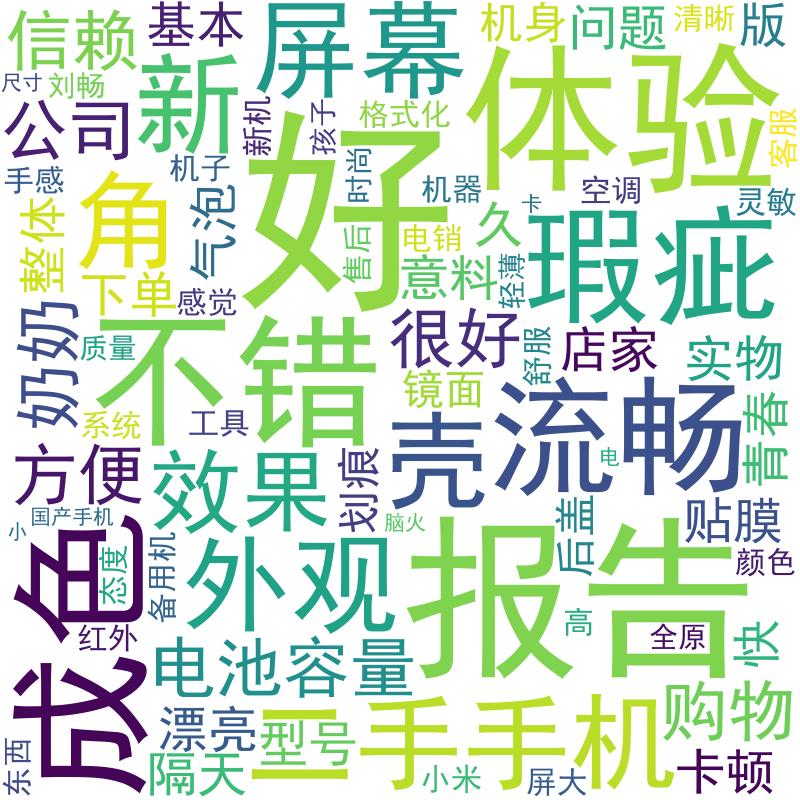 信赖
基本
屏幕
机身
问题
清晰
版
尺寸
刘畅
新
新机
孩子
格式化
体验
客服
公司
好
手感
机子
时尚
机器
卡
空调
灵敏
角
气泡
整体
售后
电销
久
瑕疵
下单
感觉
意料
轻薄
奶奶
不错
很好
舒服
店家
实物
质量
镜面
流畅
青春
系统
工具
壳
方便
效果
划痕
电
后盖
贴膜
国产手机
小
脑火
成色
态度
备用机
外观
报告
颜色
红外
高
全原
快
电池容量
购物
漂亮
型号
二手手机
东西
隔天
小米
屏大
卡顿